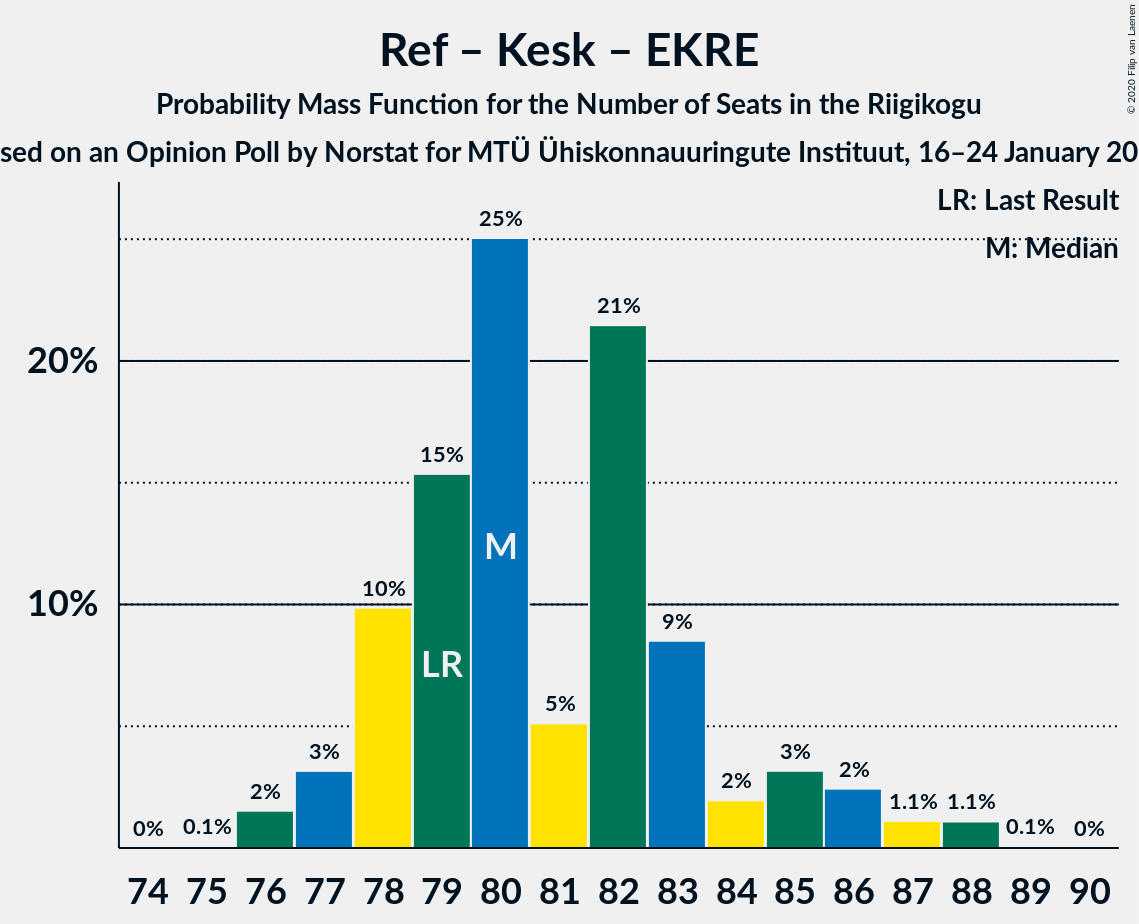 Ref – Kesk – EKRE
Probability Mass Function for the Number of Seats in the Riigikogu
sed on an Opinion Poll by Norstat for MTÜ Ühiskonnauuringute Instituut, 16–24 January 20
© 2020 Filip van Laenen
LR: Last Result
M: Median
25%
21%
20%
15%
M
10%
10%
9%
LR
5%
3%
3%
2%
2%
2%
1.1%
1.1%
0%
0.1%
0.1%
0%
74 75 76 77 78 79 80 81 82 83 84 85 86 87 88 89 90